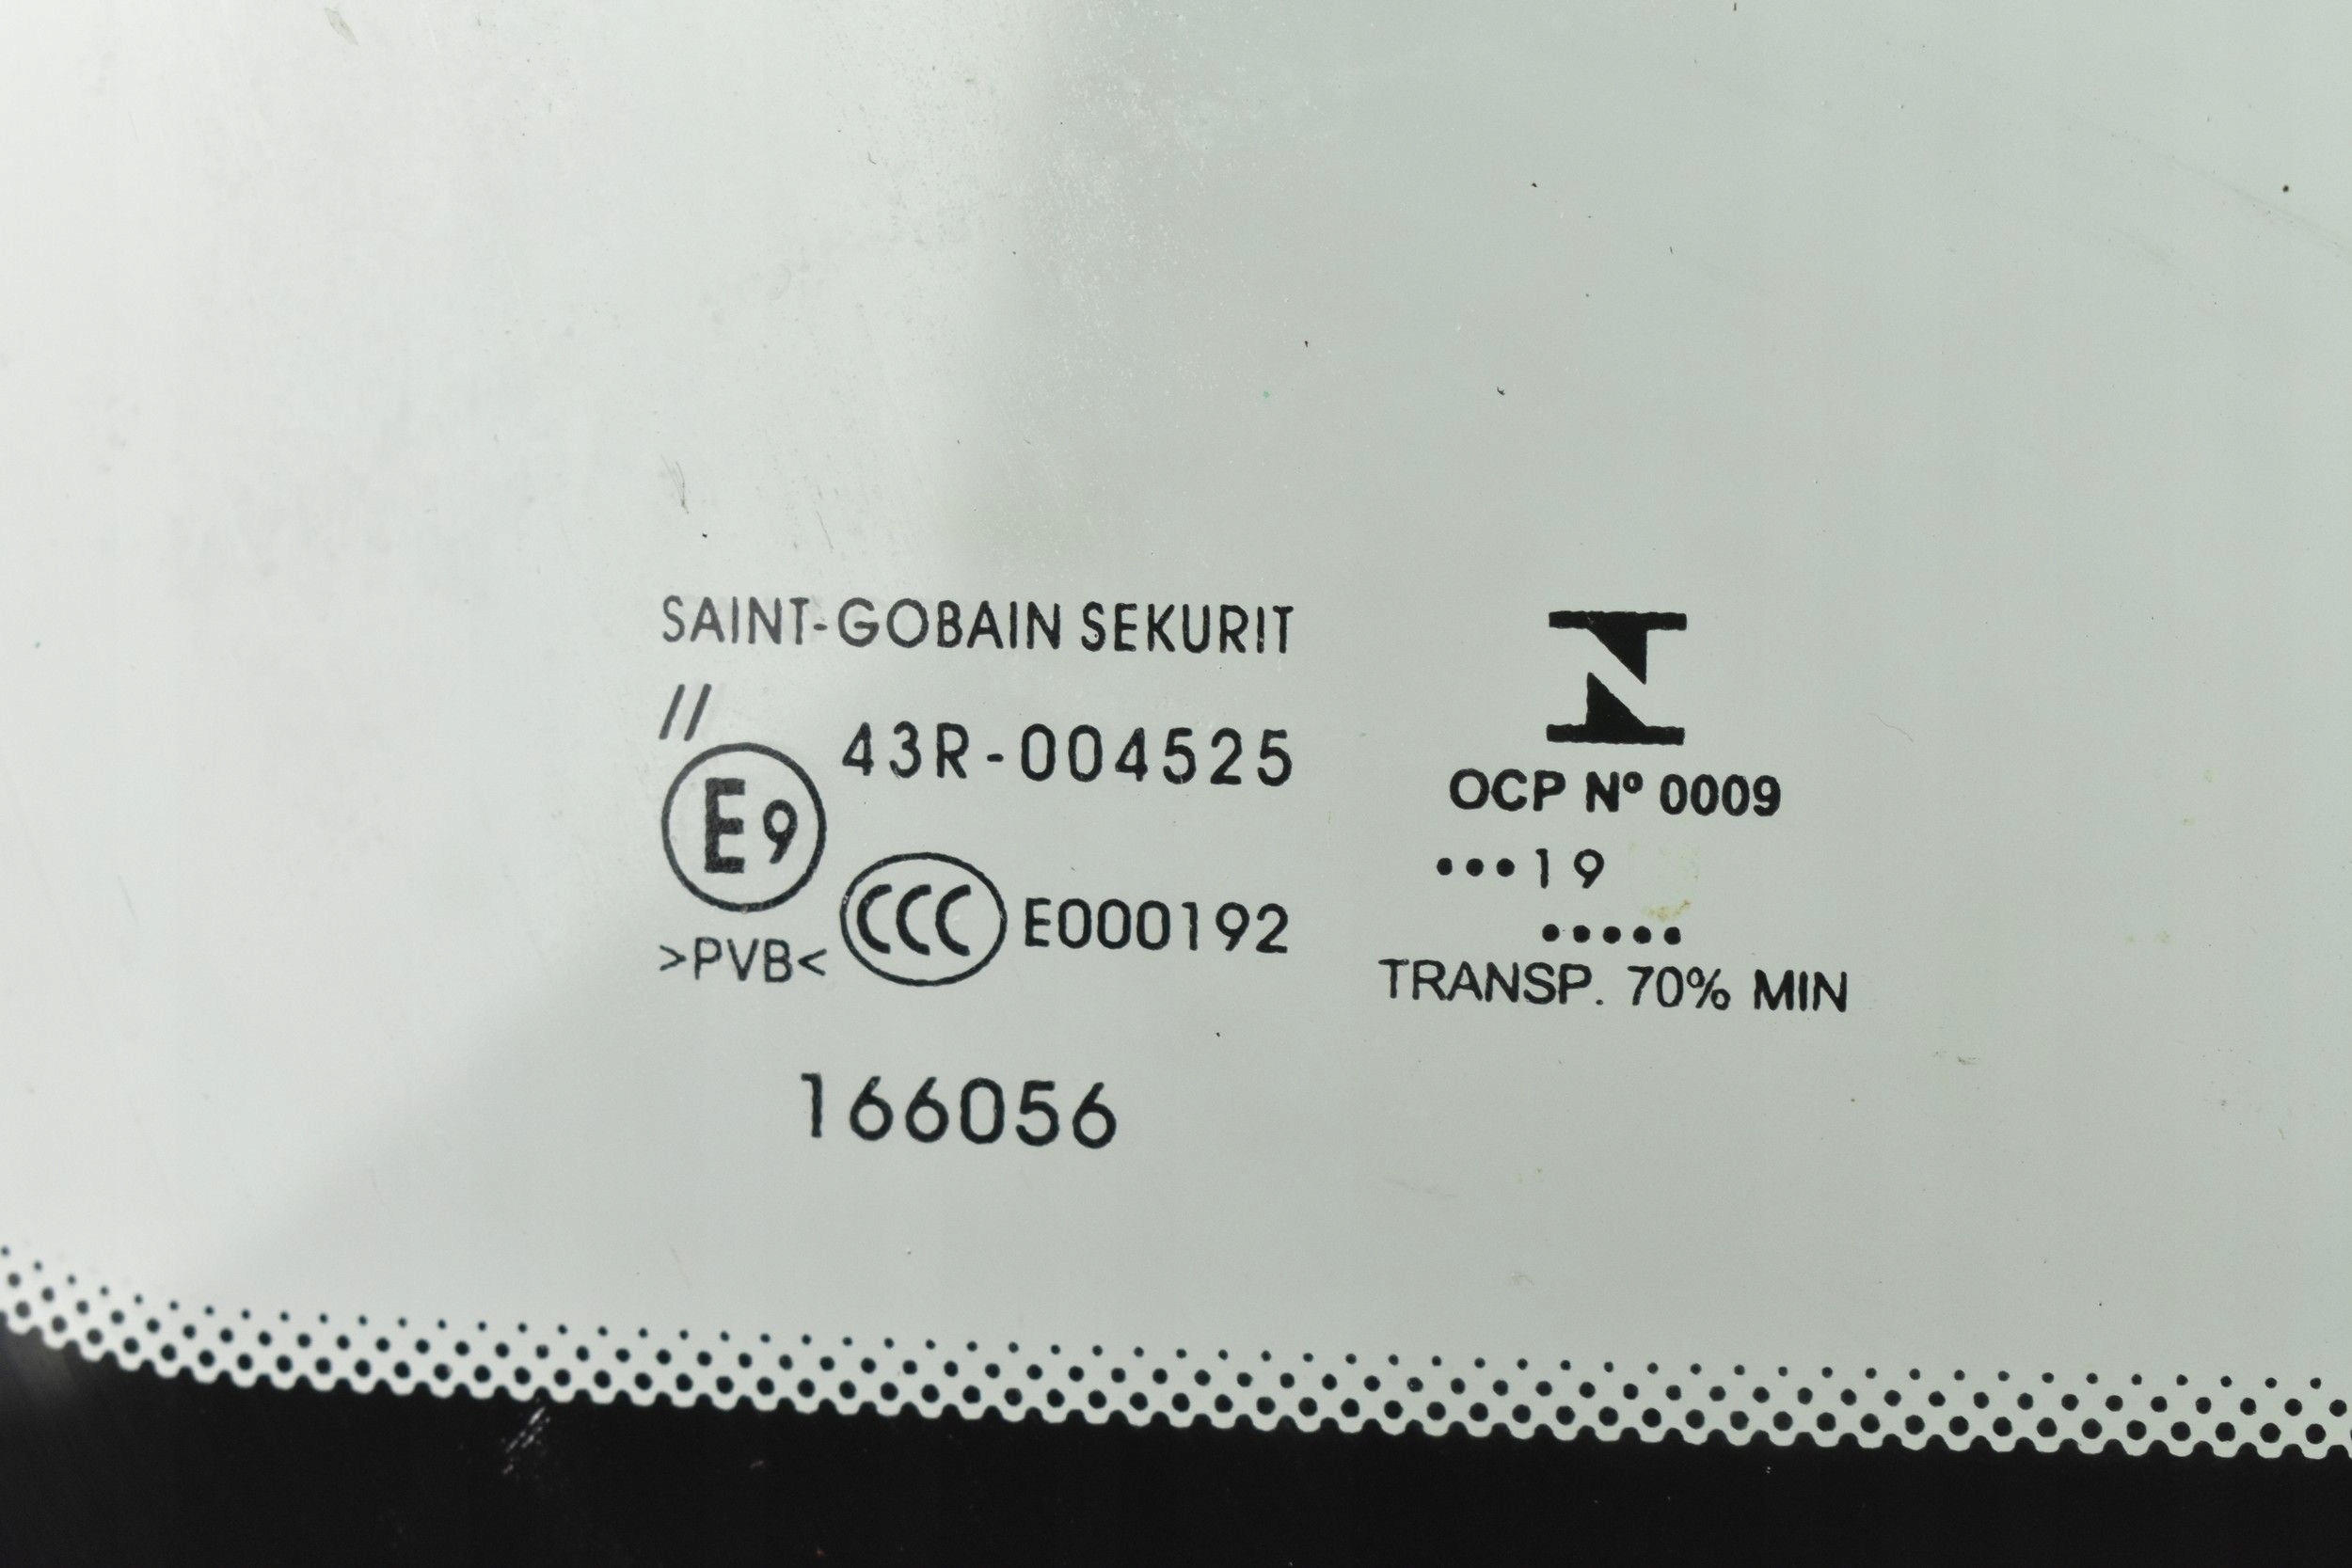 SAINT-GOBAIN SEKURIT
//
43R-004525
E9
CCC E000192
>PVB<
166056
OCP Nº 0009
•••19
•••••
TRANSP. 70% MIN